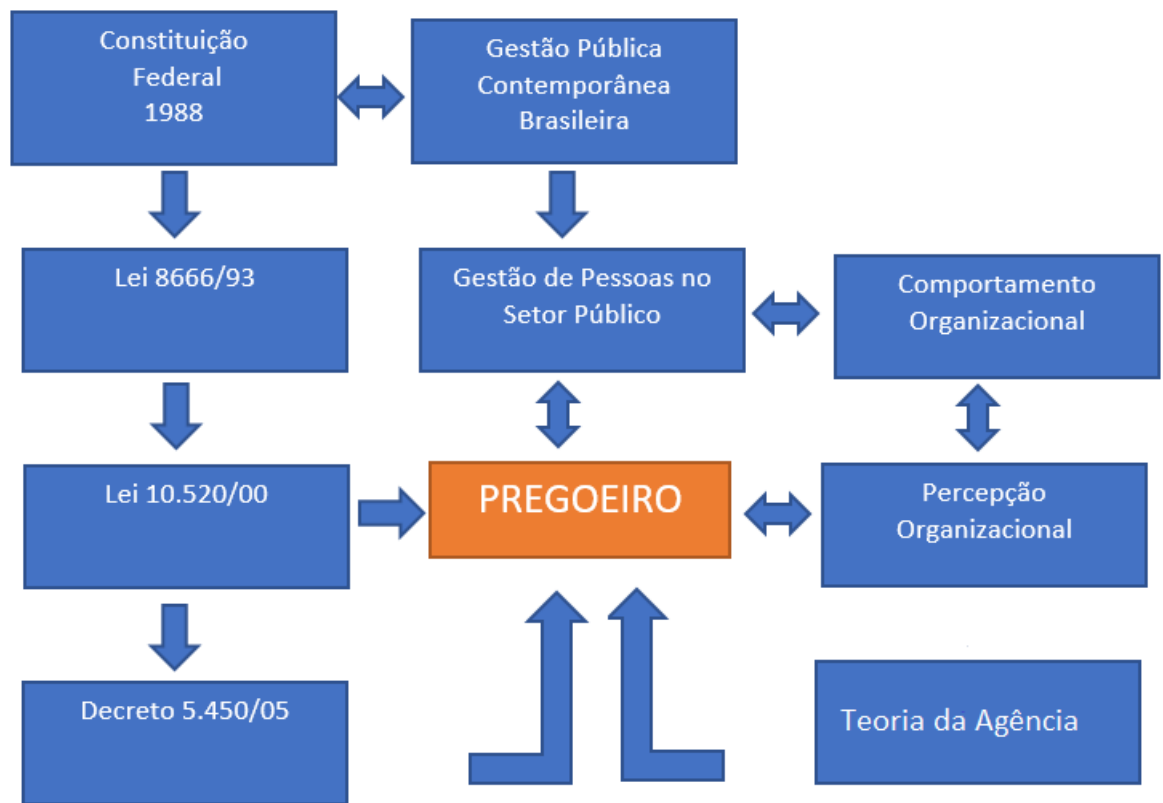 Constituição
Federal
1988
Gestão Pública
Contemporânea
Brasileira
Lei 8666/93
Gestão de Pessoas no
Setor Público
Comportamento
Organizacional
Lei 10.520/00
PREGOEIRO
Percepção
Organizacional
Decreto 5.450/05
Teoria da Agência